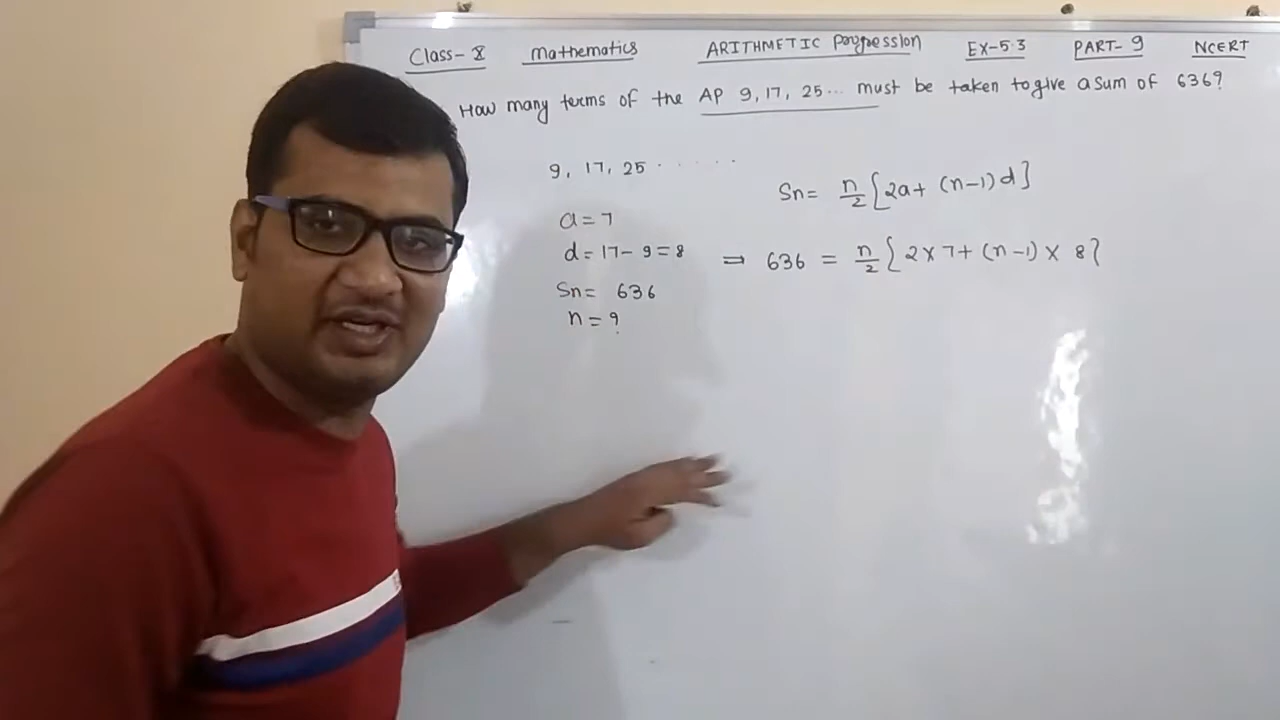 Class-X Mathematics ARITHMETIC Progression EX-5.3 PART-9 NCERT
How many terms of the AP 9, 17, 25... must be taken to give a sum of 636?
9, 17, 25......
a = 7
d = 17-9 = 8
Sn = 636
n = ?
Sn = n/2 [2a + (n-1)d]
⇒ 636 = n/2 { 2×7 + (n-1) × 8 }